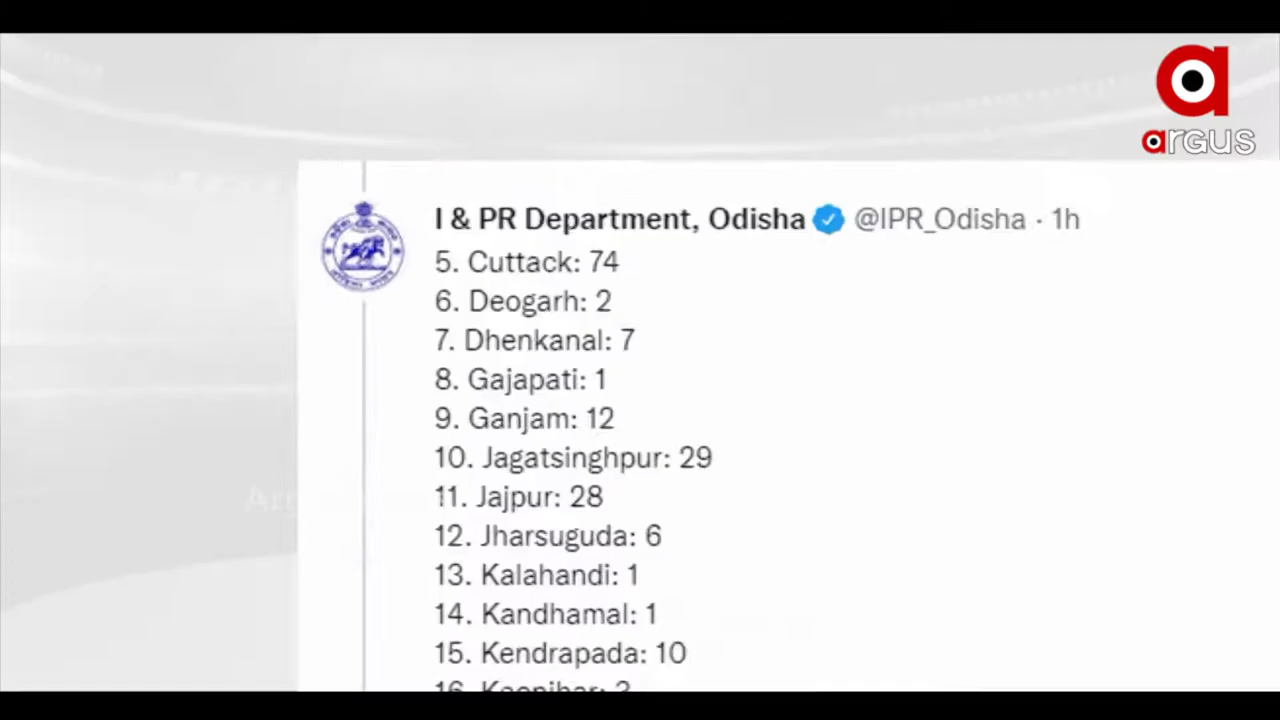 a
argus
I & PR Department, Odisha @IPR_Odisha · 1h
5. Cuttack: 74
6. Deogarh: 2
7. Dhenkanal: 7
8. Gajapati: 1
9. Ganjam: 12
10. Jagatsinghpur: 29
11. Jajpur: 28
12. Jharsuguda: 6
13. Kalahandi: 1
14. Kandhamal: 1
15. Kendrapada: 10
16.